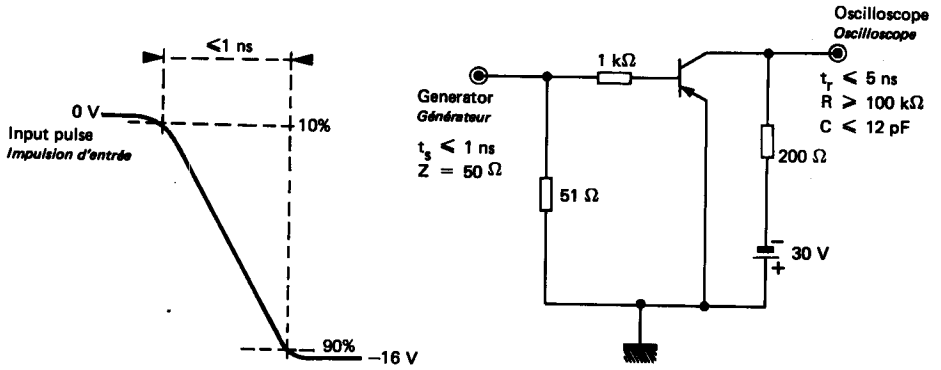 ≤1 ns
0 V
10%
Input pulse
Impulsion d'entrée
90%
−16 V
Generator
Générateur
t_s ≤ 1 ns
Z = 50 Ω
1 kΩ
51 Ω
Oscilloscope
Oscilloscope
t_r ≤ 5 ns
R ≥ 100 kΩ
C ≤ 12 pF
200 Ω
−
30 V
+